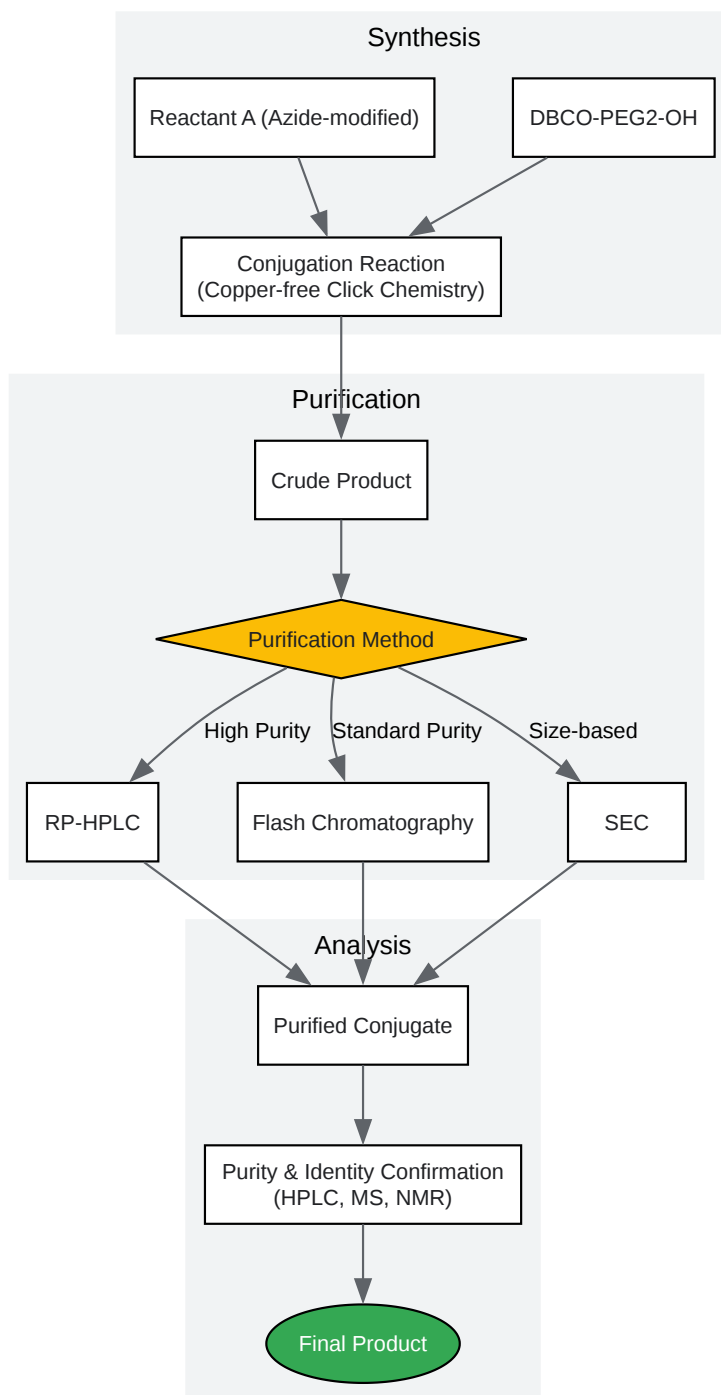 Synthesis
Reactant A (Azide-modified)
DBCO-PEG2-OH
Conjugation Reaction
(Copper-free Click Chemistry)
Purification
Crude Product
Purification Method
High Purity
Standard Purity
Size-based
RP-HPLC
Flash Chromatography
SEC
Analysis
Purified Conjugate
Purity & Identity Confirmation
(HPLC, MS, NMR)
Final Product